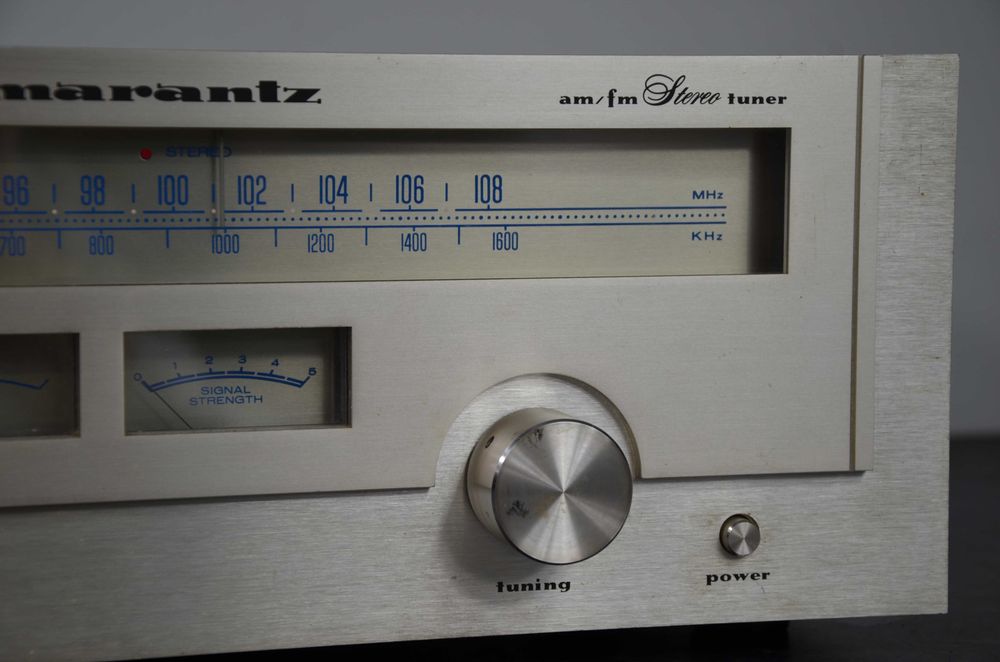 marantz
am/fm Stereo tuner
STEREO
96 98 100 102 104 106 108 MHz
700 800 1000 1200 1400 1600 KHz
0 1 2 3 4 5
SIGNAL
STRENGTH
tuning
power